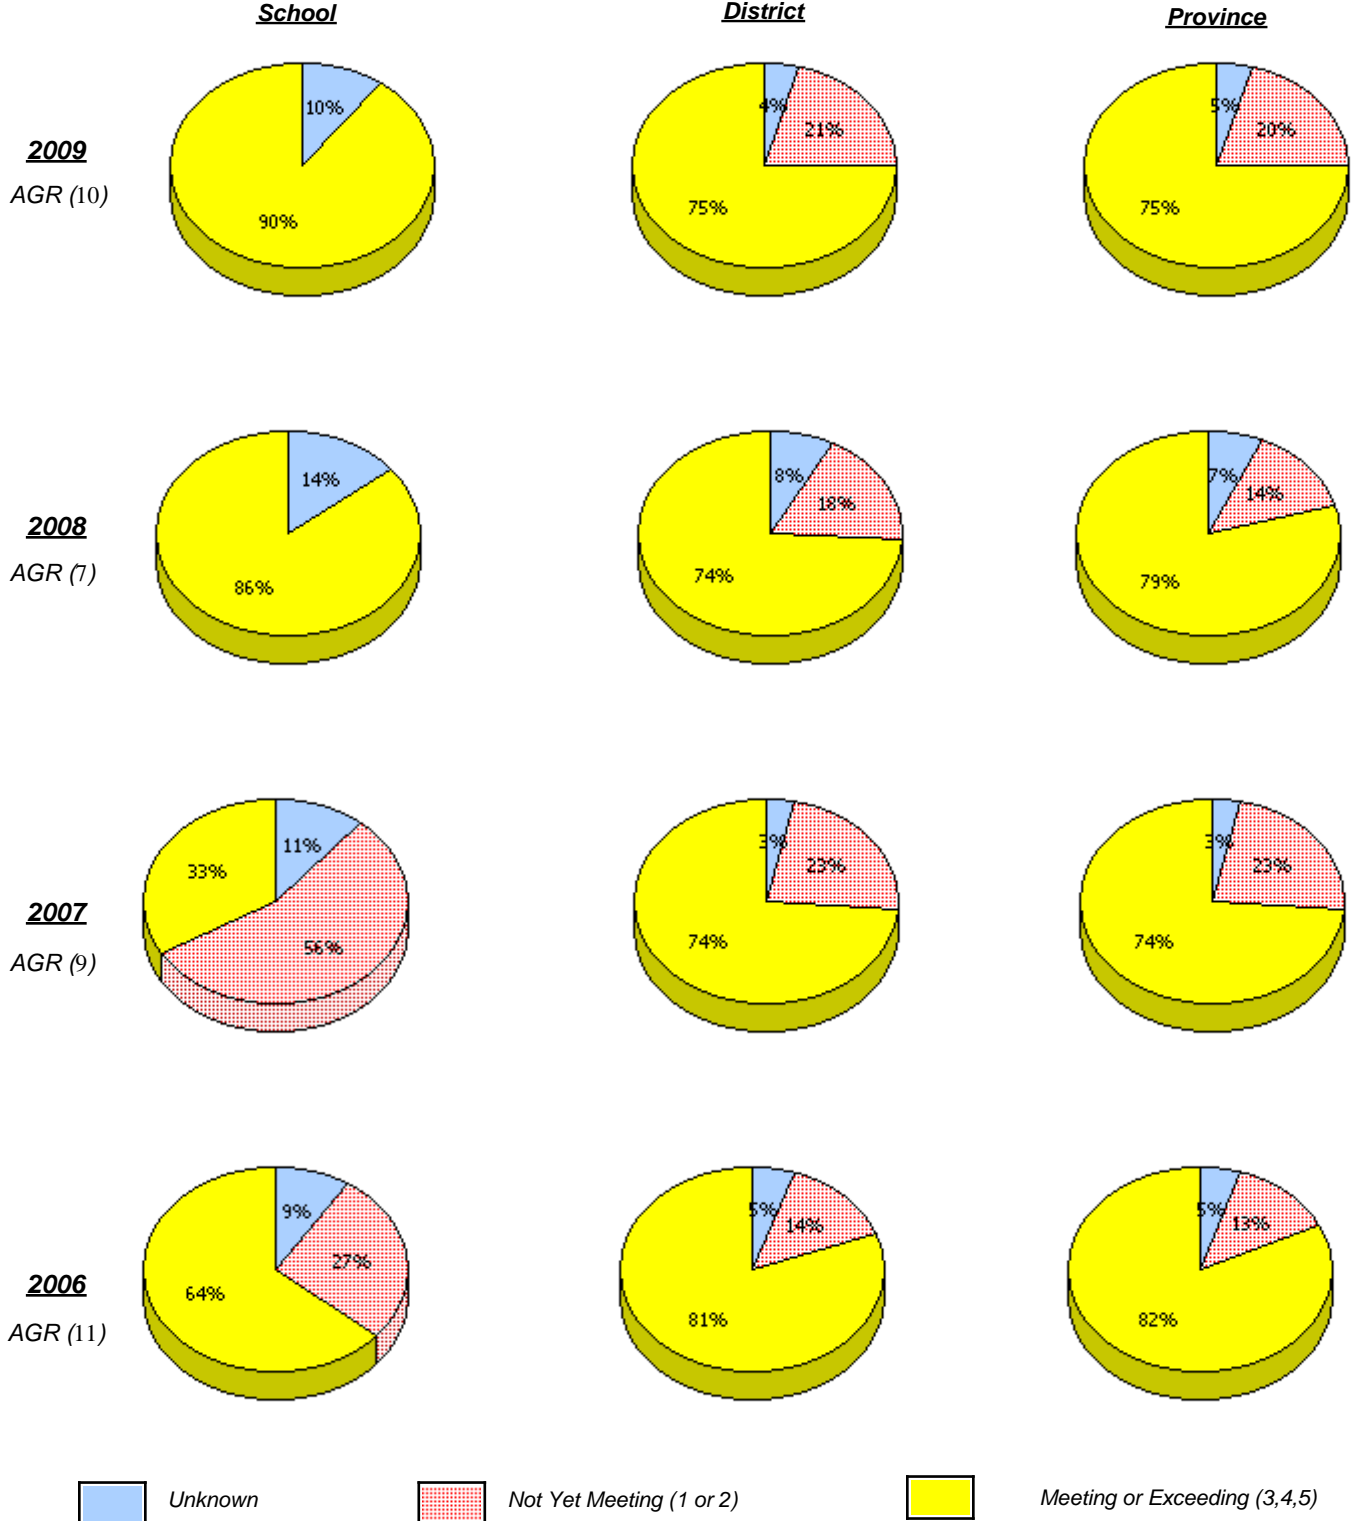 School District Province
10% 4% 21% 5% 20%
2009
AGR (10)
90% 75% 75%
14% 8% 18% 7% 14%
2008
AGR (7)
86% 74% 79%
11% 3% 23% 3% 23%
33%
2007
56% 74% 74%
AGR (9)
9% 5% 14% 5% 13%
27%
2006
64% 81% 82%
AGR (11)
Unknown Not Yet Meeting (1 or 2) Meeting or Exceeding (3,4,5)